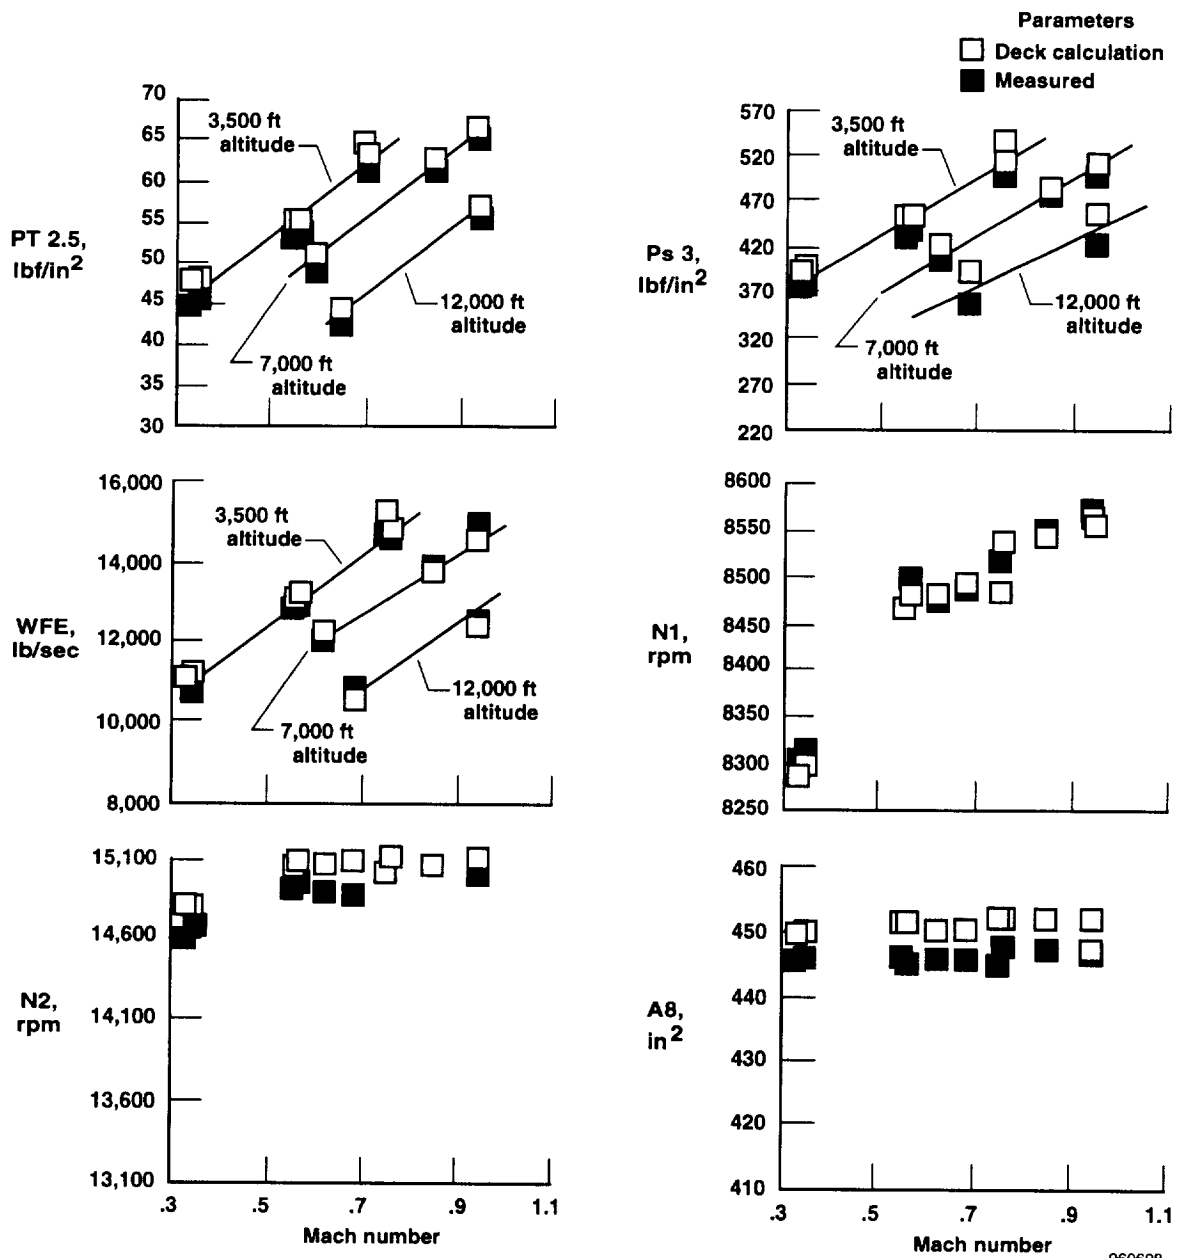 Parameters
Deck calculation
Measured
70
65
60
55
50
45
40
35
30
PT 2.5,
lbf/in2
3,500 ft
altitude
7,000 ft
altitude
12,000 ft
altitude
570
520
470
420
370
320
270
220
Ps 3,
lbf/in2
3,500 ft
altitude
7,000 ft
altitude
12,000 ft
altitude
16,000
14,000
12,000
10,000
8,000
WFE,
lb/sec
3,500 ft
altitude
7,000 ft
altitude
12,000 ft
altitude
8600
8550
8500
8450
8400
8350
8300
8250
N1,
rpm
15,100
14,600
14,100
13,600
13,100
N2,
rpm
.3 .5 .7 .9 1.1
Mach number
460
450
440
430
420
410
A8,
in2
.3 .5 .7 .9 1.1
Mach number